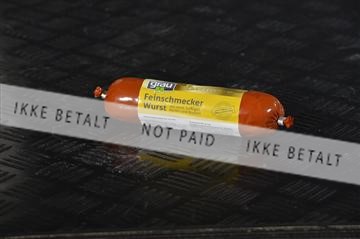 grau
Feinschmecker
Wurst
IKKE BETALT NOT PAID IKKE BETALT